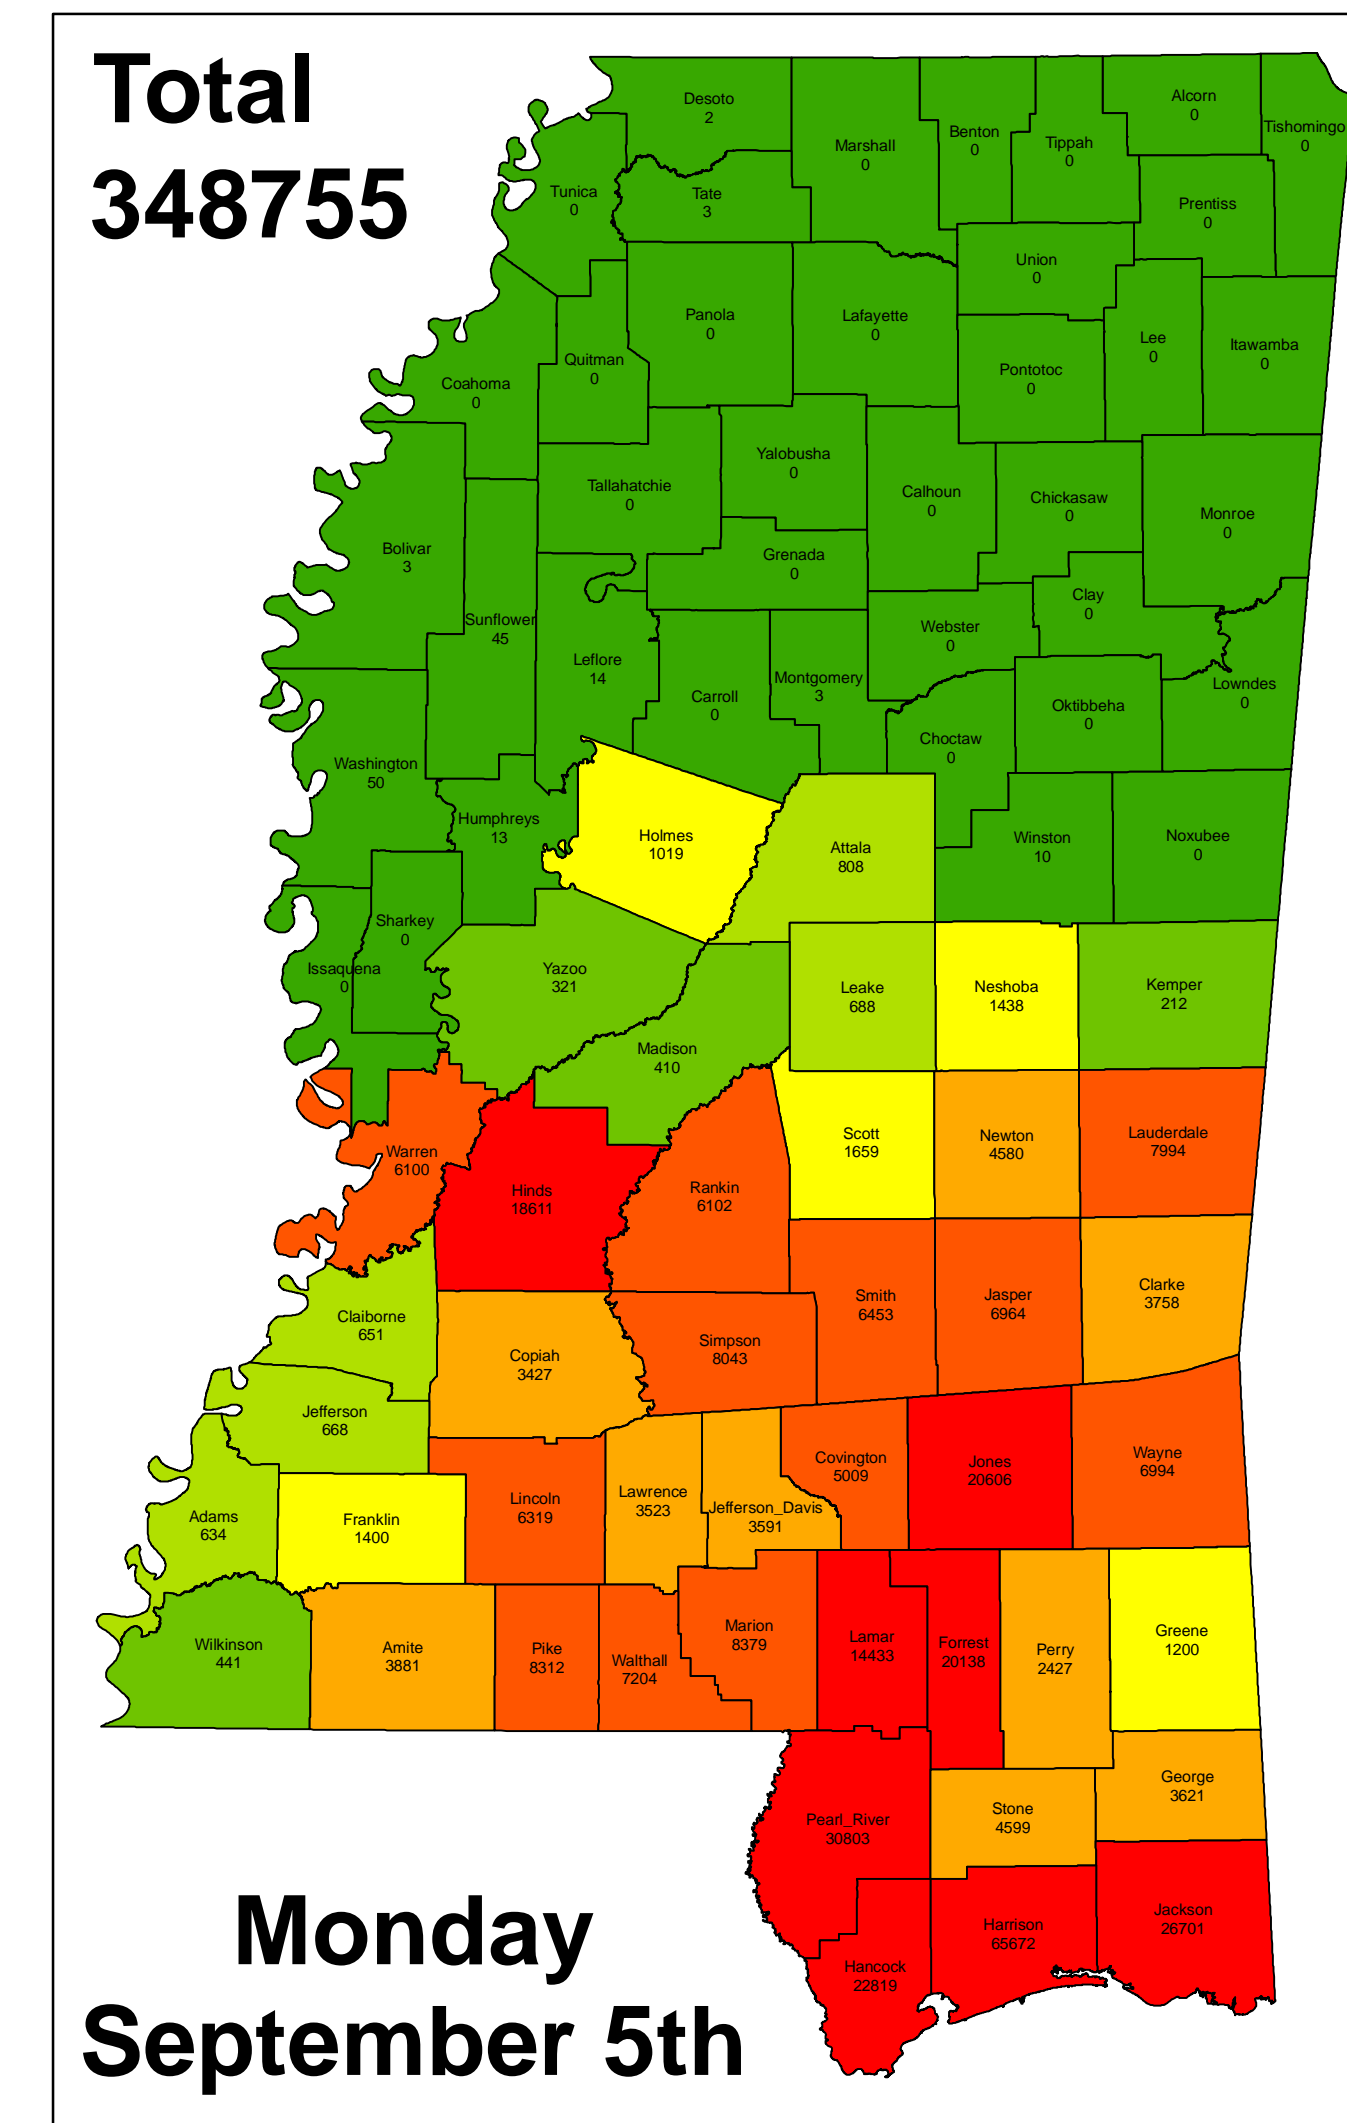 Total
348755
Desoto
2
Marshall
0
Benton
0
Tippah
0
Alcorn
0
Tishomingo
0
Tunica
0
Tate
3
Prentiss
0
Union
0
Panola
0
Lafayette
0
Lee
0
Itawamba
0
Quitman
0
Coahoma
0
Pontotoc
0
Yalobusha
0
Tallahatchie
0
Calhoun
0
Chickasaw
0
Monroe
0
Bolivar
3
Grenada
0
Clay
0
Sunflower
45
Webster
0
Leflore
14
Montgomery
3
Carroll
0
Lowndes
0
Oktibbeha
0
Choctaw
0
Washington
50
Humphreys
13
Holmes
1019
Attala
808
Winston
10
Noxubee
0
Sharkey
0
Issaquena
0
Yazoo
321
Leake
688
Neshoba
1438
Kemper
212
Madison
410
Warren
6100
Hinds
18611
Rankin
6102
Scott
1659
Newton
4580
Lauderdale
7994
Claiborne
651
Copiah
3427
Simpson
8043
Smith
6453
Jasper
6964
Clarke
3758
Jefferson
668
Adams
634
Franklin
1400
Lincoln
6319
Lawrence
3523
Jefferson_Davis
3591
Covington
5009
Jones
20606
Wayne
6994
Wilkinson
441
Amite
3881
Pike
8312
Walthall
7204
Marion
8379
Lamar
14433
Forrest
20138
Perry
2427
Greene
1200
Pearl_River
30803
Stone
4599
George
3621
Hancock
22819
Harrison
65672
Jackson
26701
Monday
September 5th